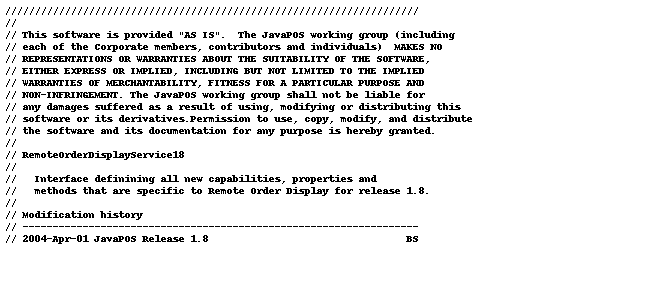 //////////////////////////////////////////////////////////////////////
//
// This software is provided "AS IS".  The JavaPOS working group (including
// each of the Corporate members, contributors and individuals)  MAKES NO
// REPRESENTATIONS OR WARRANTIES ABOUT THE SUITABILITY OF THE SOFTWARE,
// EITHER EXPRESS OR IMPLIED, INCLUDING BUT NOT LIMITED TO THE IMPLIED
// WARRANTIES OF MERCHANTABILITY, FITNESS FOR A PARTICULAR PURPOSE AND
// NON-INFRINGEMENT. The JavaPOS working group shall not be liable for
// any damages suffered as a result of using, modifying or distributing this
// software or its derivatives.Permission to use, copy, modify, and distribute
// the software and its documentation for any purpose is hereby granted.
//
// RemoteOrderDisplayService18
//
//   Interface definining all new capabilities, properties and
//   methods that are specific to Remote Order Display for release 1.8.
//
// Modification history
// -------------------------------------------------------------------
// 2004-Apr-01 JavaPOS Release 1.8                                BS